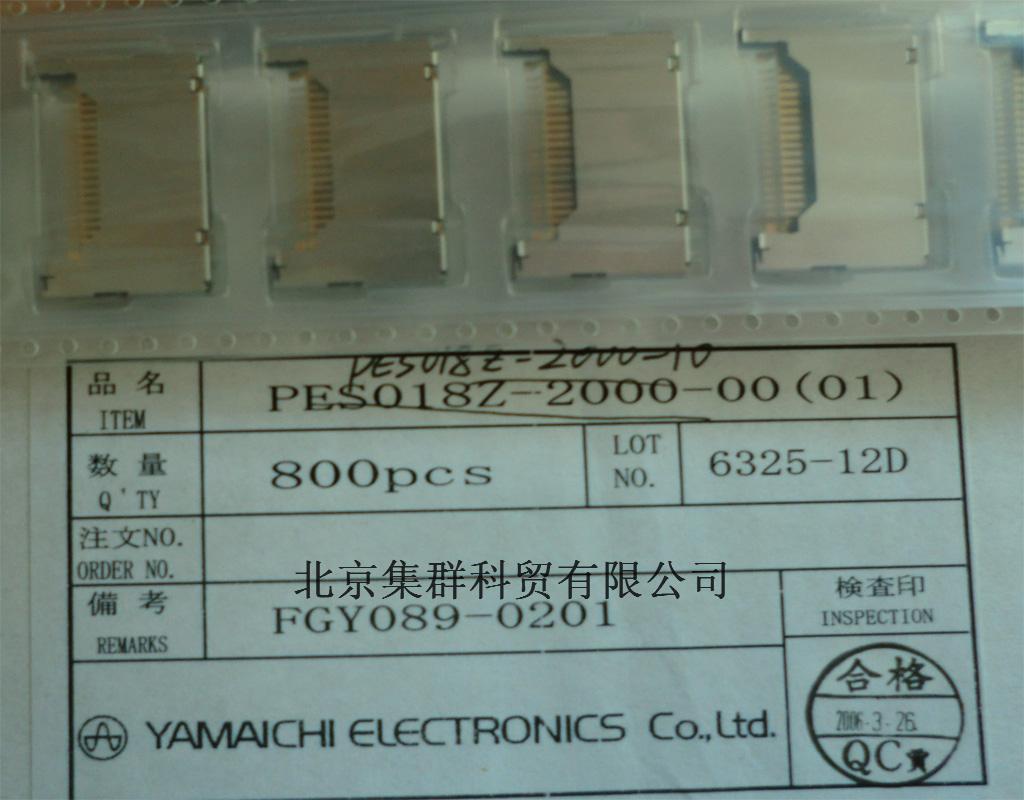 PES018Z-2000-10
品名
ITEM
PES018Z-2000-00(01)
数量
Q'TY
800pcs
LOT
NO.
6325-12D
注文NO.
ORDER NO.
北京集群科贸有限公司
備考
REMARKS
FGY089-0201
検査印
INSPECTION
合格
2006-3-26.
QC
YAMAICHI ELECTRONICS Co.,Ltd.